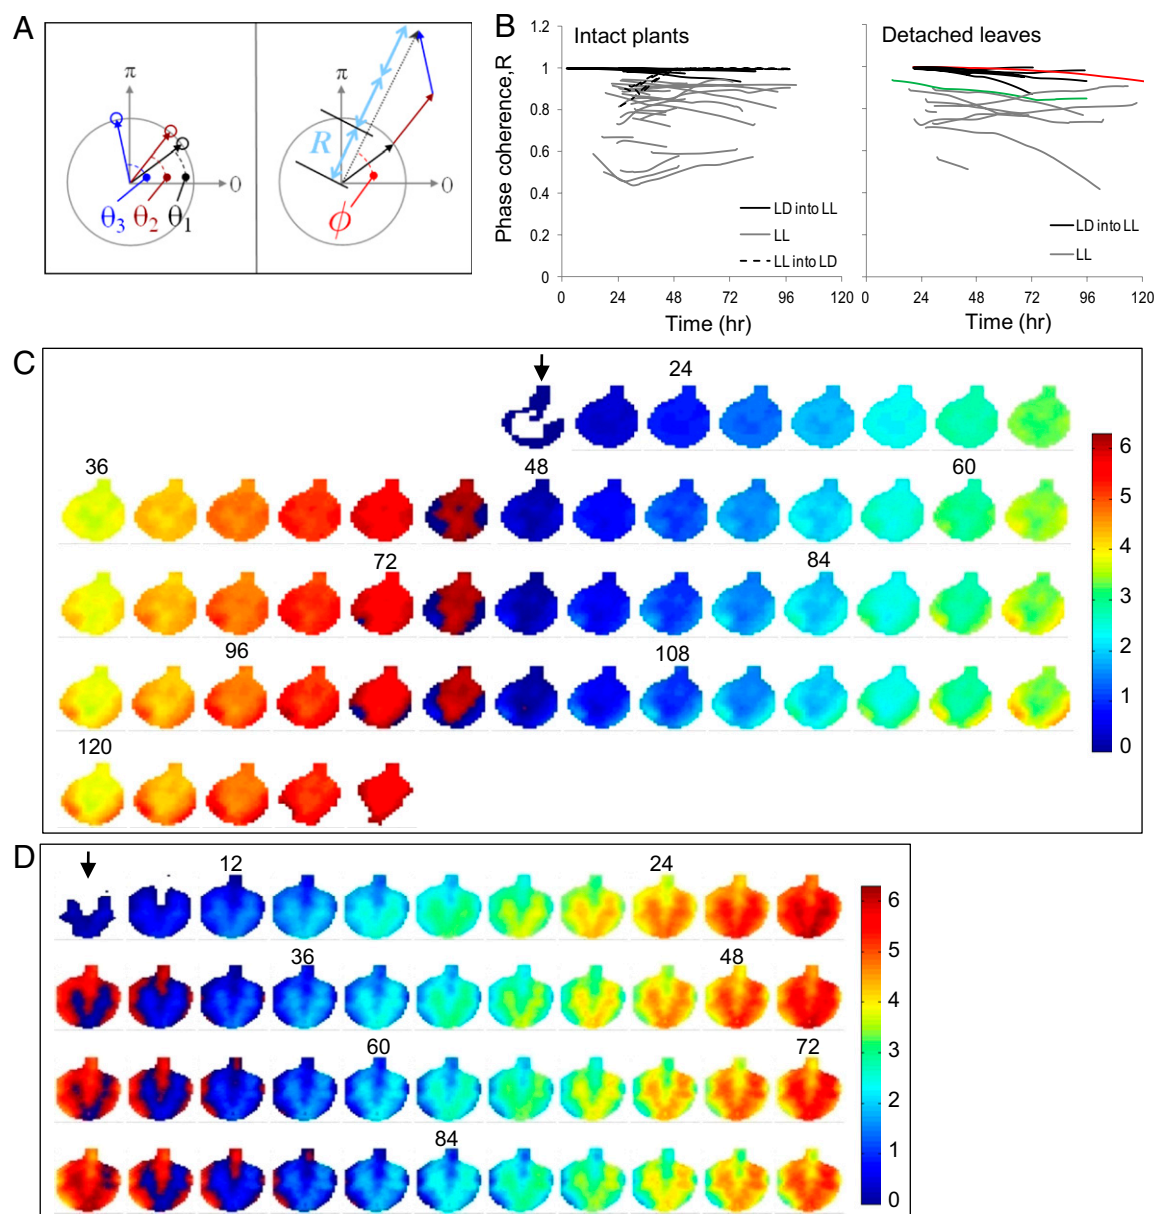 A
π
0
θ3 θ2 θ1
π
R
0
ϕ
B
Intact plants
Phase coherence,R
1.2
1
0.8
0.6
0.4
0.2
0
LD into LL
LL
LL into LD
0 24 48 72 96 120
Time (hr)
Detached leaves
LD into LL
LL
0 24 48 72 96 120
Time (hr)
C
24
36 48 60
72 84
96 108
120
6
5
4
3
2
1
0
D
12 24
36 48
60 72
84
6
5
4
3
2
1
0